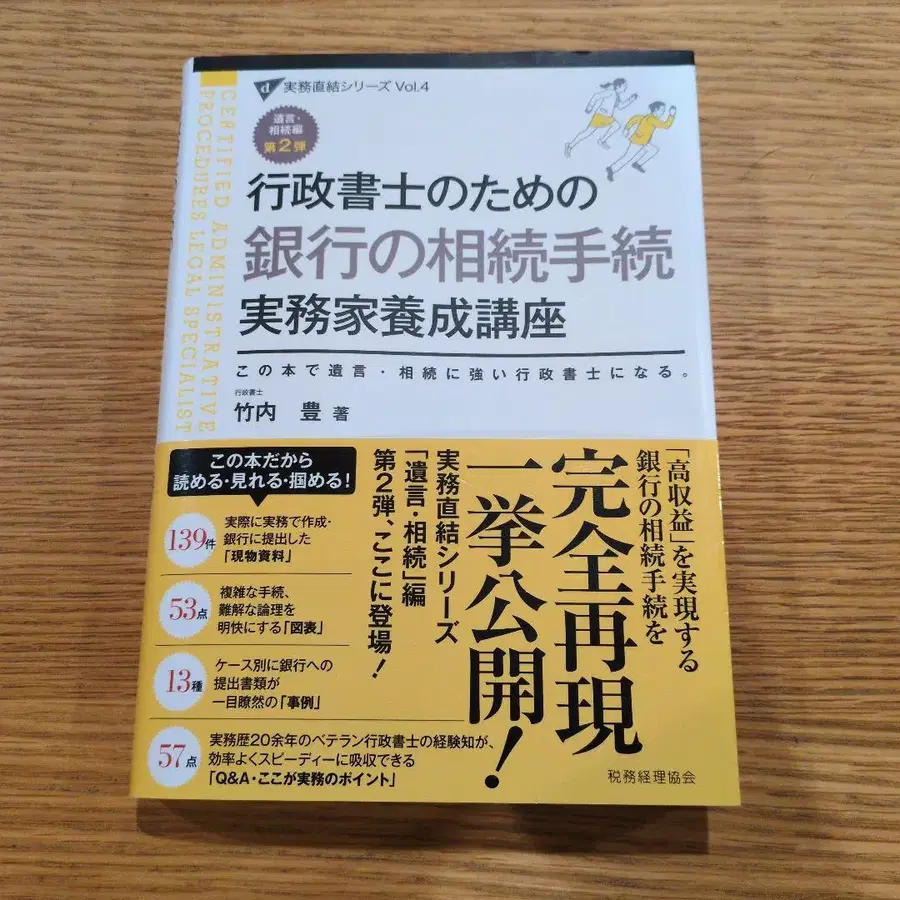 実務直結シリーズ Vol.4
遺言・
相続編
第2弾
CERTIFIED ADMINISTRATIVE
PROCEDURES LEGAL SPECIALIST
行政書士のための
銀行の相続手続
実務家養成講座
この本で遺言・相続に強い行政書士になる。
行政書士
竹内 豊 著
「高収益」を実現する
銀行の相続手続を
完全再現
一挙公開!
実務直結シリーズ
「遺言・相続」編
第2弾、ここに登場!
この本だから
読める・見れる・掴める!
139件
実際に実務で作成・
銀行に提出した
「現物資料」
53点
複雑な手続、
難解な論理を
明快にする「図表」
13種
ケース別に銀行への
提出書類が
一目瞭然の「事例」
57点
実務歴20余年のベテラン行政書士の経験知が、
効率よくスピーディーに吸収できる
「Q&A・ここが実務のポイント」
税務経理協会